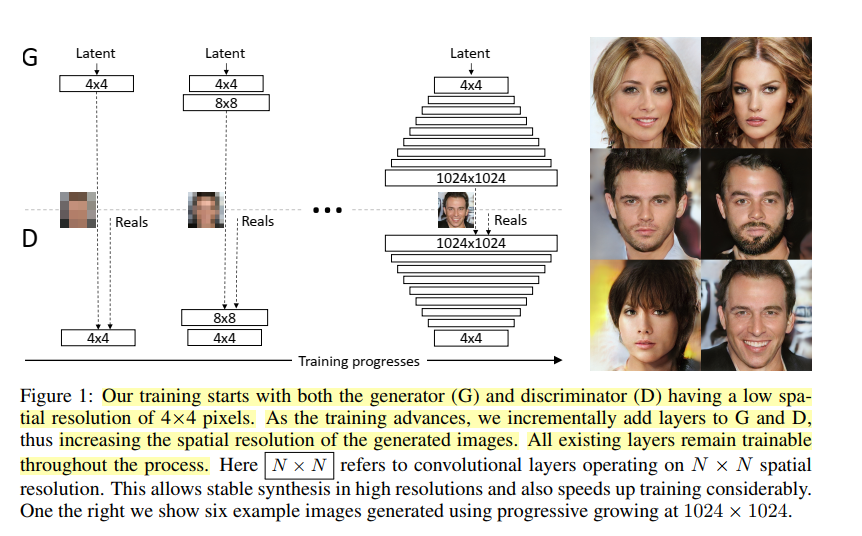 G
Latent
Latent
Latent
4x4
4x4
4x4
8x8
1024x1024
Reals
Reals
Reals
D
1024x1024
8x8
4x4
4x4
4x4
Training progresses
Figure 1: Our training starts with both the generator (G) and discriminator (D) having a low spa-
tial resolution of 4×4 pixels. As the training advances, we incrementally add layers to G and D,
thus increasing the spatial resolution of the generated images. All existing layers remain trainable
throughout the process. Here N × N refers to convolutional layers operating on N × N spatial
resolution. This allows stable synthesis in high resolutions and also speeds up training considerably.
One the right we show six example images generated using progressive growing at 1024 × 1024.